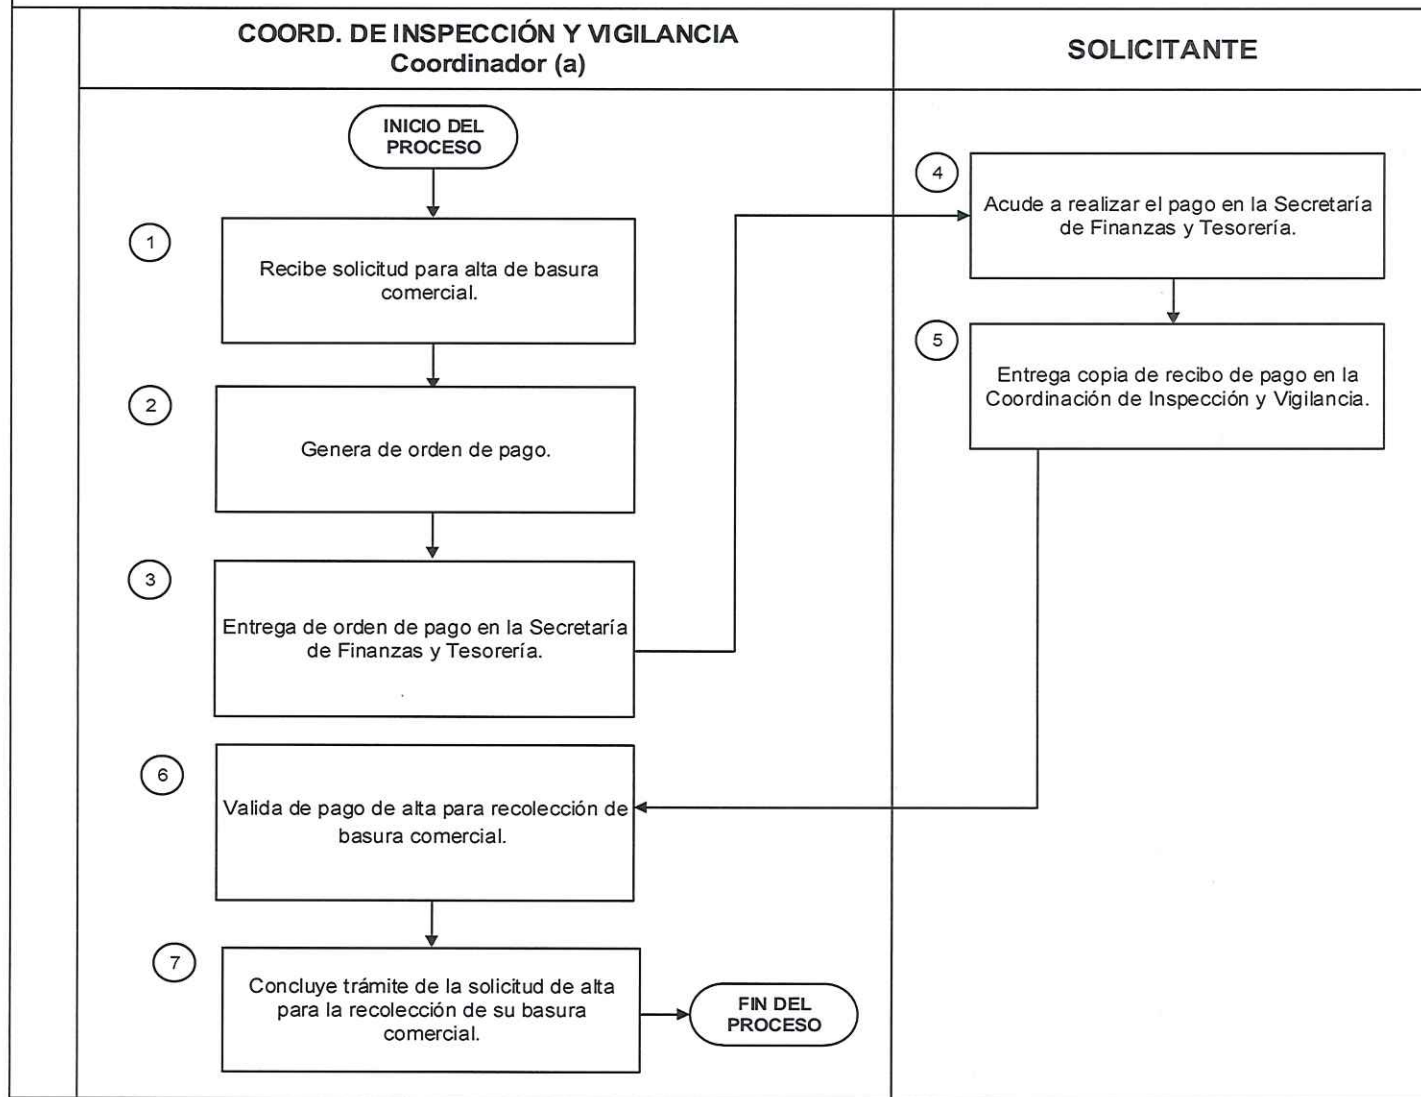 COORD. DE INSPECCIÓN Y VIGILANCIA
Coordinador (a)
SOLICITANTE
INICIO DEL
PROCESO
1
Recibe solicitud para alta de basura
comercial.
2
Genera de orden de pago.
3
Entrega de orden de pago en la Secretaría
de Finanzas y Tesorería.
4
Acude a realizar el pago en la Secretaría
de Finanzas y Tesorería.
5
Entrega copia de recibo de pago en la
Coordinación de Inspección y Vigilancia.
6
Valida de pago de alta para recolección de
basura comercial.
7
Concluye trámite de la solicitud de alta
para la recolección de su basura
comercial.
FIN DEL
PROCESO